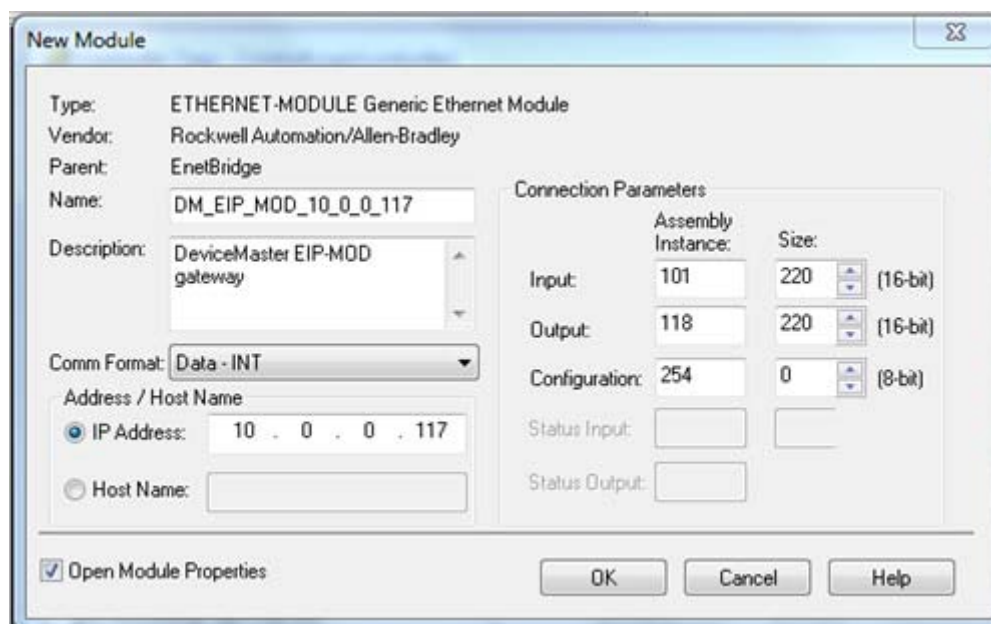 New Module
Type: ETHERNET-MODULE Generic Ethernet Module
Vendor: Rockwell Automation/Allen-Bradley
Parent: EnetBridge
Name: DM_EIP_MOD_10_0_0_117
Description: DeviceMaster EIP-MOD
gateway
Comm Format: Data - INT
Address / Host Name
IP Address: 10 . 0 . 0 . 117
Host Name:
Connection Parameters
Assembly
Instance: Size:
Input: 101 220 (16-bit)
Output: 118 220 (16-bit)
Configuration: 254 0 (8-bit)
Status Input:
Status Output:
Open Module Properties
OK Cancel Help